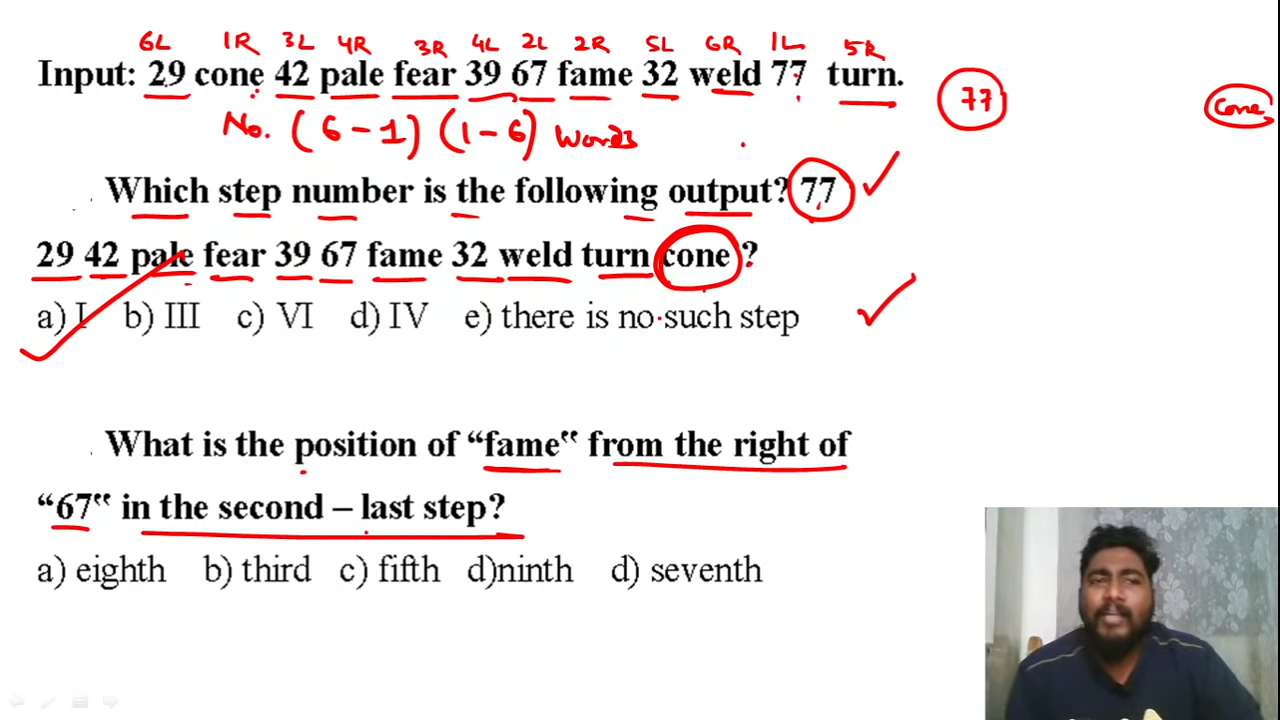 6L 1R 3L 4R 3R 4L 2L 2R 5L 6R 1L 5R
Input: 29 cone 42 pale fear 39 67 fame 32 weld 77 turn.
77 cone
No. (6-1) (1-6) words
Which step number is the following output? 77
29 42 pale fear 39 67 fame 32 weld turn cone ?
a) I b) III c) VI d) IV e) there is no such step
What is the position of “fame“ from the right of
“67“ in the second – last step?
a) eighth b) third c) fifth d)ninth d) seventh